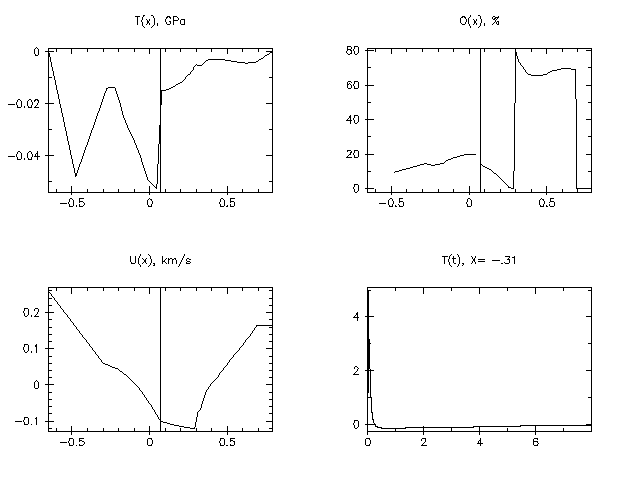 T(x), GPa
O(x), %
0
−0.02
−0.04
−0.5 0 0.5
80
60
40
20
0
−0.5 0 0.5
U(x), km/s
T(t), X= −.31
0.2
0.1
0
−0.1
−0.5 0 0.5
4
2
0
0 2 4 6